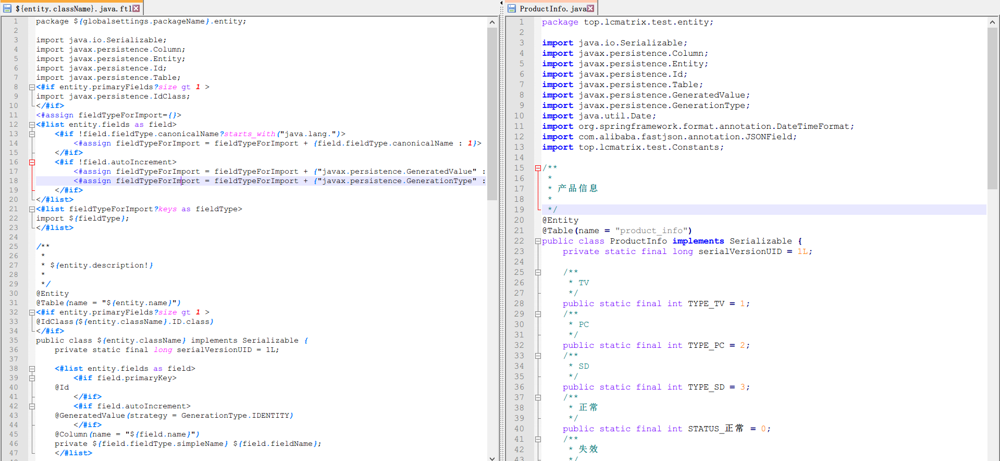 ${entity.className}.java.ftl
1 package ${globalsettings.packageName}.entity;
2
3 import java.io.Serializable;
4 import javax.persistence.Column;
5 import javax.persistence.Entity;
6 import javax.persistence.Id;
7 import javax.persistence.Table;
8 <#if entity.primaryFields?size gt 1 >
9 import javax.persistence.IdClass;
10 </#if>
11 <#assign fieldTypeForImport={}>
12 <#list entity.fields as field>
13 <#if !field.fieldType.canonicalName?starts_with("java.lang.")>
14 <#assign fieldTypeForImport = fieldTypeForImport + {field.fieldType.canonicalName : 1}>
15 </#if>
16 <#if !field.autoIncrement>
17 <#assign fieldTypeForImport = fieldTypeForImport + {"javax.persistence.GeneratedValue" :
18 <#assign fieldTypeForImport = fieldTypeForImport + {"javax.persistence.GenerationType" :
19 </#if>
20 </#list>
21 <#list fieldTypeForImport?keys as fieldType>
22 import ${fieldType};
23 </#list>
24
25 /**
26 *
27 * ${entity.description!}
28 *
29 */
30 @Entity
31 @Table(name = "${entity.name}")
32 <#if entity.primaryFields?size gt 1 >
33 @IdClass(${entity.className}.ID.class)
34 </#if>
35 public class ${entity.className} implements Serializable {
36 private static final long serialVersionUID = 1L;
37
38 <#list entity.fields as field>
39 <#if field.primaryKey>
40 @Id
41 </#if>
42 <#if field.autoIncrement>
43 @GeneratedValue(strategy = GenerationType.IDENTITY)
44 </#if>
45 @Column(name = "${field.name}")
46 private ${field.fieldType.simpleName} ${field.fieldName};
47 </#list>
ProductInfo.java
1 package top.lcmatrix.test.entity;
2
3 import java.io.Serializable;
4 import javax.persistence.Column;
5 import javax.persistence.Entity;
6 import javax.persistence.Id;
7 import javax.persistence.Table;
8 import javax.persistence.GeneratedValue;
9 import javax.persistence.GenerationType;
10 import java.util.Date;
11 import org.springframework.format.annotation.DateTimeFormat;
12 import com.alibaba.fastjson.annotation.JSONField;
13 import top.lcmatrix.test.Constants;
14
15 /**
16 *
17 * 产品信息
18 *
19 */
20 @Entity
21 @Table(name = "product_info")
22 public class ProductInfo implements Serializable {
23 private static final long serialVersionUID = 1L;
24
25 /**
26 * TV
27 */
28 public static final int TYPE_TV = 1;
29 /**
30 * PC
31 */
32 public static final int TYPE_PC = 2;
33 /**
34 * SD
35 */
36 public static final int TYPE_SD = 3;
37 /**
38 * 正常
39 */
40 public static final int STATUS_正常 = 0;
41 /**
42 * 失效
43 */